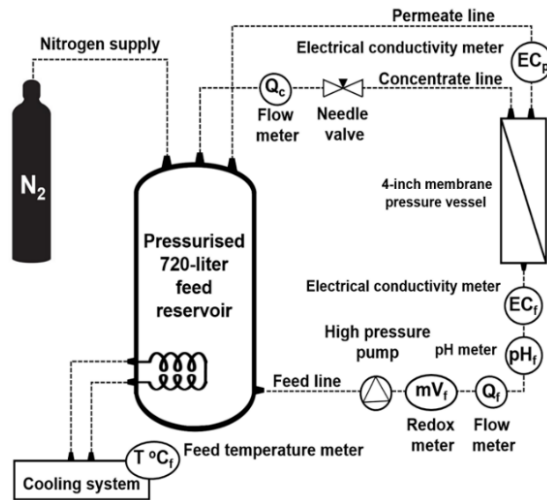 Permeate line
Nitrogen supply
Electrical conductivity meter
ECp
Qc
Concentrate line
Flow
meter
Needle
valve
N2
4-inch membrane
pressure vessel
Pressurised
720-liter
feed
reservoir
Electrical conductivity meter
ECf
High pressure
pump
pH meter
pHf
Feed line
mVf
Qf
Redox
meter
Flow
meter
T ºCf
Feed temperature meter
Cooling system